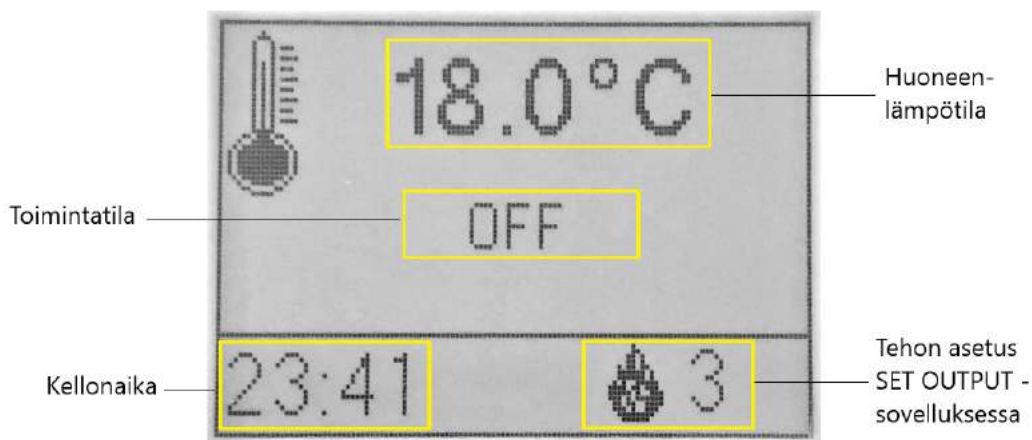 18.0°C
Huoneen-
lämpötila
Toimintatila
OFF
Kellonaika
23:41
3
Tehon asetus
SET OUTPUT -
sovelluksessa